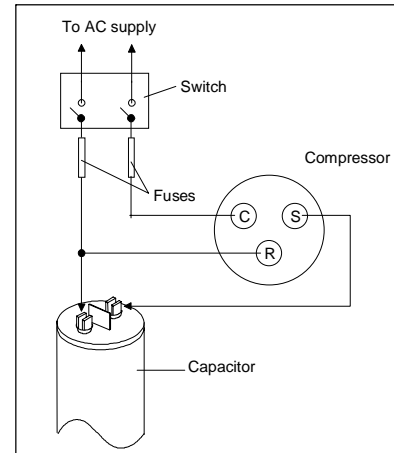 To AC supply
Switch
Compressor
Fuses
C
S
R
Capacitor